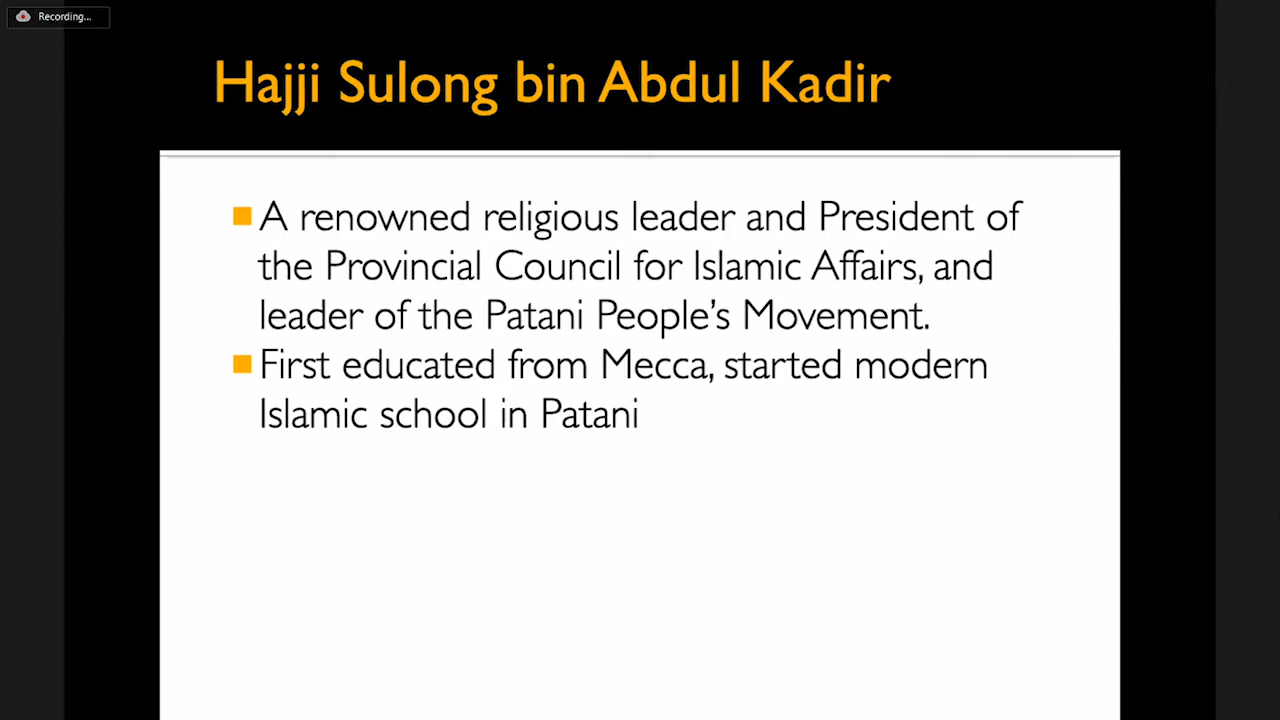 Recording...
Hajji Sulong bin Abdul Kadir
A renowned religious leader and President of
the Provincial Council for Islamic Affairs, and
leader of the Patani People’s Movement.
First educated from Mecca, started modern
Islamic school in Patani